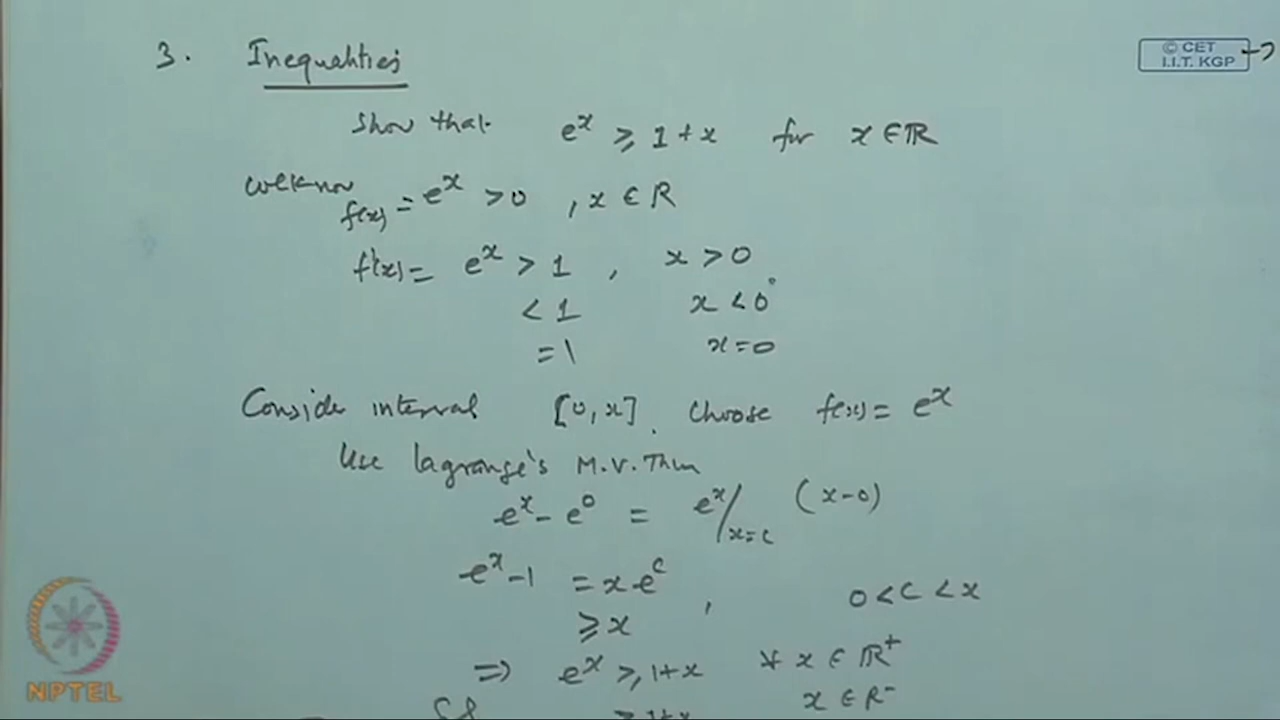 © CET
I.I.T. KGP
3. Inequalities
Show that e^x ≥ 1 + x for x ∈ ℝ
we know
f(x) = e^x > 0 , x ∈ R
f'(x) = e^x > 1 , x > 0
< 1 x < 0
= 1 x = 0
Consider interval [0, x]. Choose f(x) = e^x
Use Lagrange's M.V. Thm
e^x - e^0 = e^x /_{x=c} (x-0)
e^x - 1 = x e^c , 0 < c < x
≥ x
⇒ e^x ≥ 1+x ∀ x ∈ ℝ^+
≥ 1+x x ∈ R^-
NPTEL